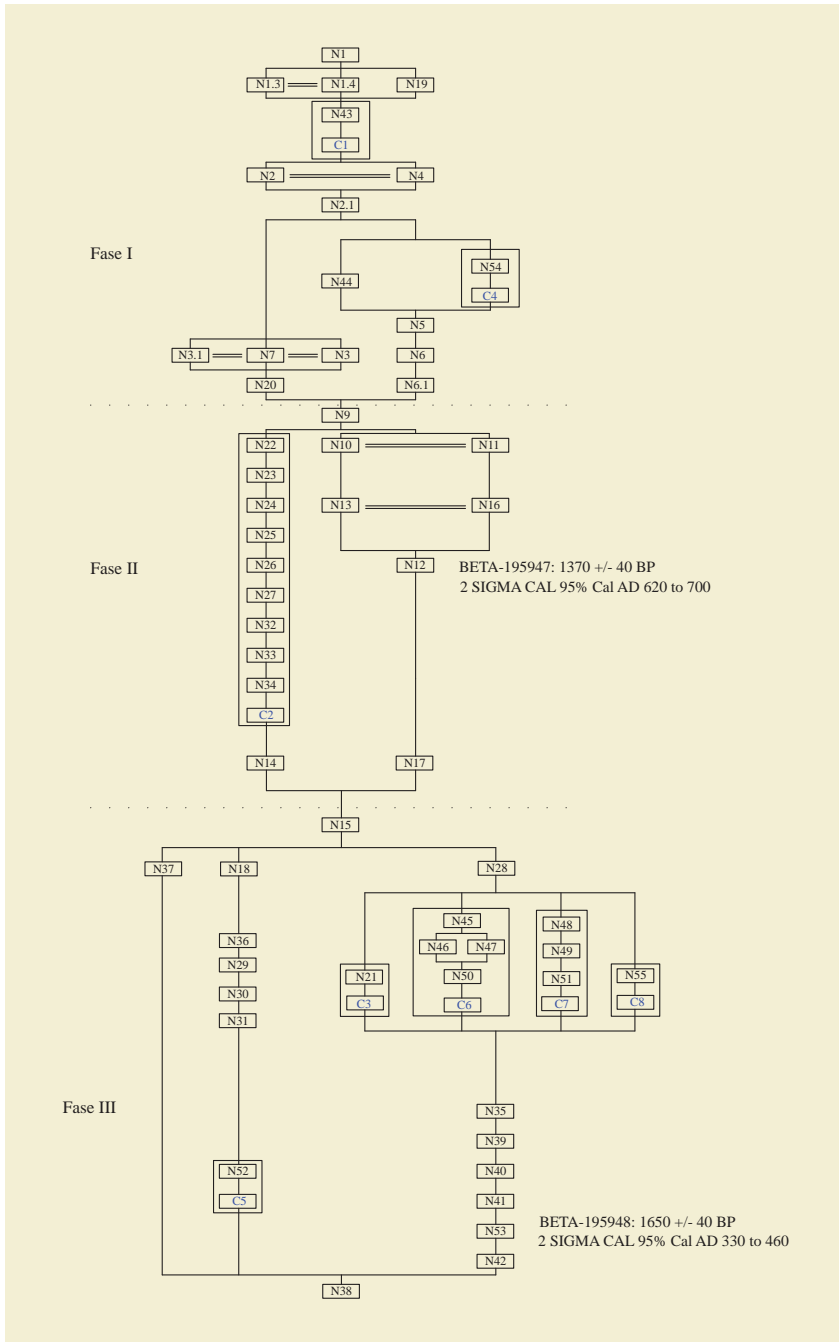 N1
N1.3 N1.4 N19
N43
C1
N2 N4
N2.1
Fase I
N54
N44
C4
N5
N3.1 N7 N3 N6
N20 N6.1
N9
N22 N10 N11
N23
N24 N13 N16
N25
Fase II
N26 N12 BETA-195947: 1370 +/- 40 BP
2 SIGMA CAL 95% Cal AD 620 to 700
N27
N32
N33
N34
C2
N14 N17
N15
N37 N18 N28
N45 N48
N36 N46 N47
N49
N29
N21 N50 N51 N55
N30
C3 C6 C7 C8
N31
Fase III
N35
N39
N52 N40
C5 N41
BETA-195948: 1650 +/- 40 BP
N53
2 SIGMA CAL 95% Cal AD 330 to 460
N42
N38